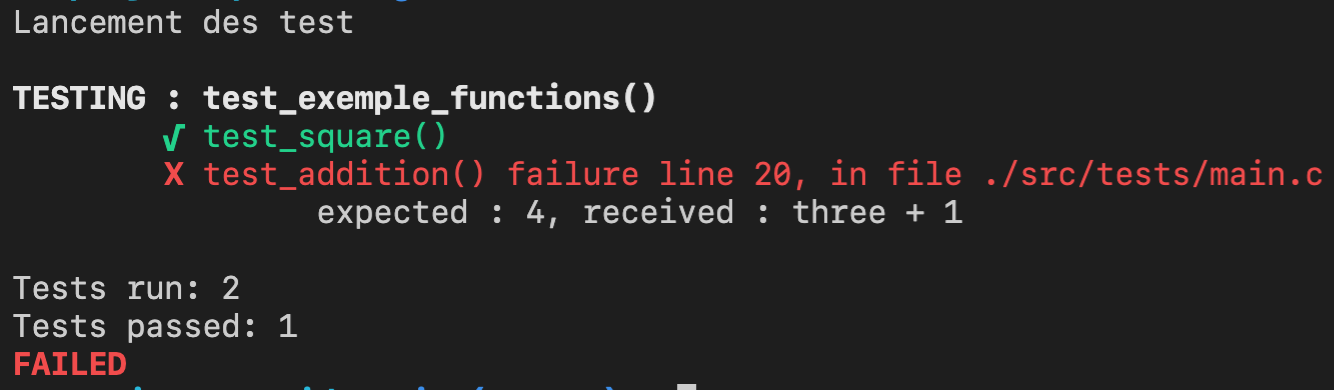 Lancement des test
TESTING : test_exemple_functions()
√ test_square()
X test_addition() failure line 20, in file ./src/tests/main.c
expected : 4, received : three + 1
Tests run: 2
Tests passed: 1
FAILED